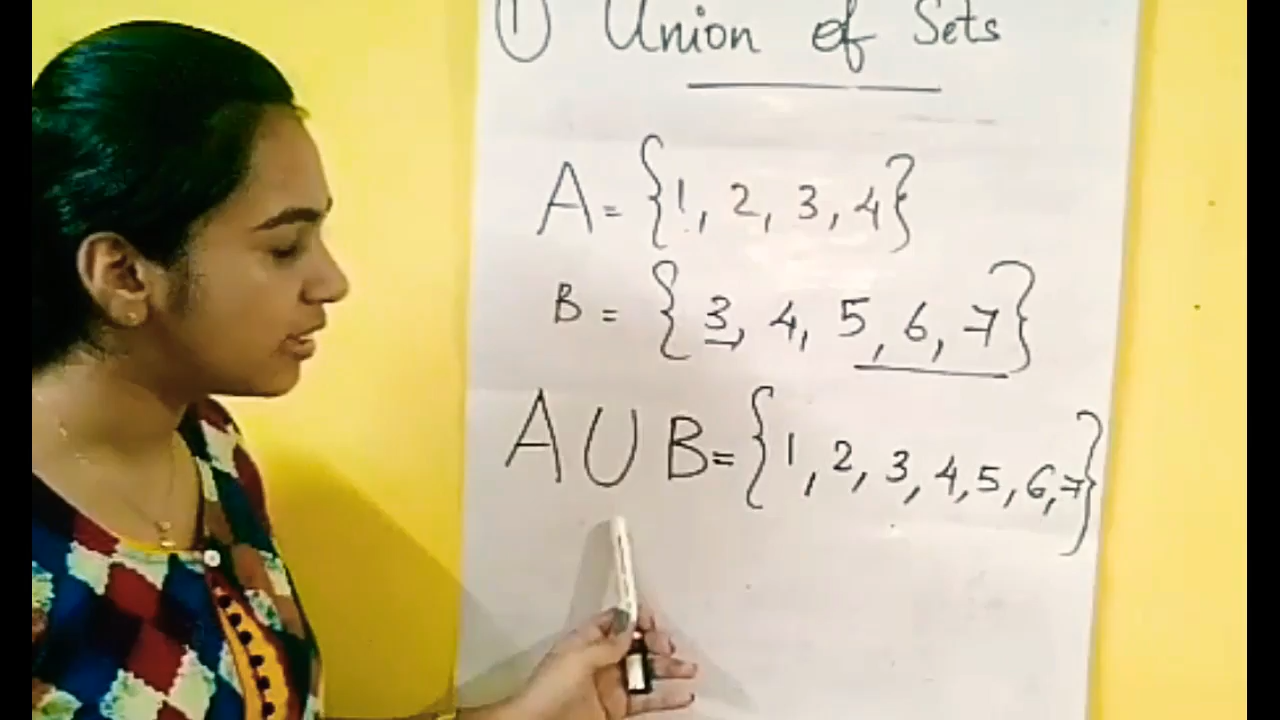 ① Union of Sets
A = {1, 2, 3, 4}
B = {3, 4, 5, 6, 7}
A U B = {1, 2, 3, 4, 5, 6, 7}